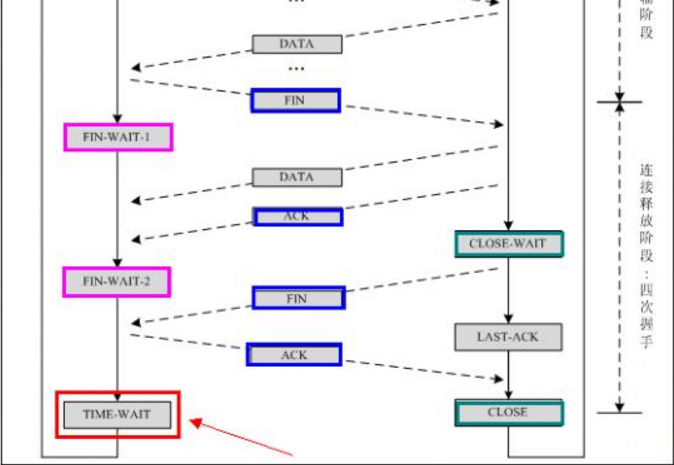 ...
输
阶
段
DATA
...
FIN
FIN-WAIT-1
DATA
连
接
释
放
阶
段
:
四
次
握
手
ACK
CLOSE-WAIT
FIN-WAIT-2
FIN
LAST-ACK
ACK
TIME-WAIT
CLOSE